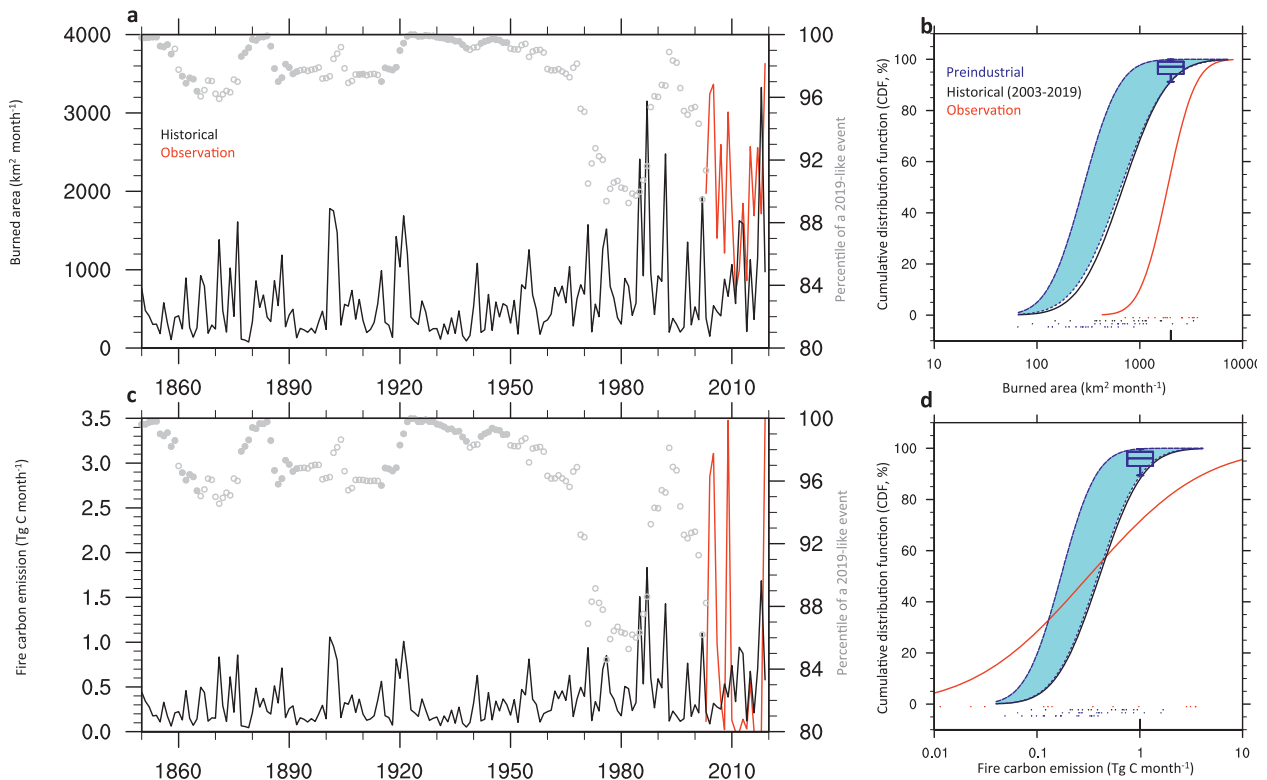 a
4000
3000
2000
1000
0
Burned area (km² month⁻¹)
Historical
Observation
100
96
92
88
84
80
Percentile of a 2019-like event
1860 1890 1920 1950 1980 2010
b
Cumulative distribution function (CDF, %)
100
80
60
40
20
0
Preindustrial
Historical (2003-2019)
Observation
10 100 1000 10000
Burned area (km² month⁻¹)
c
3.5
3.0
2.5
2.0
1.5
1.0
0.5
0.0
Fire carbon emission (Tg C month⁻¹)
100
96
92
88
84
80
Percentile of a 2019-like event
1860 1890 1920 1950 1980 2010
d
Cumulative distribution function (CDF, %)
100
80
60
40
20
0
0.01 0.1 1 10
Fire carbon emission (Tg C month⁻¹)